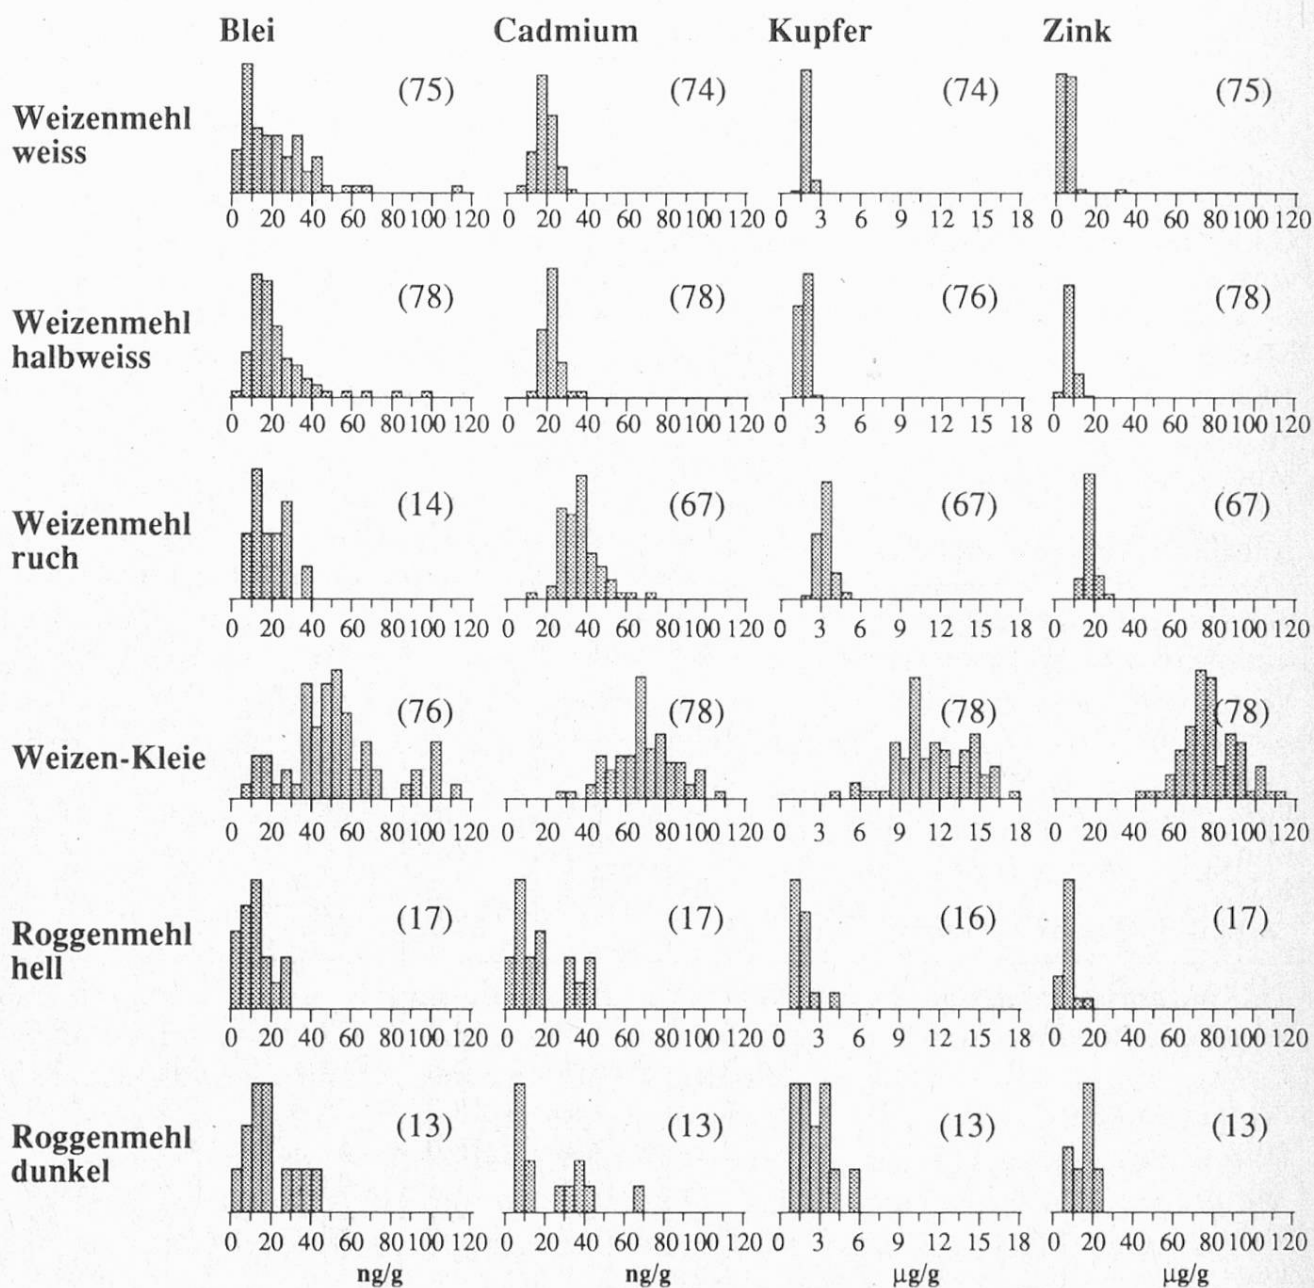 Blei Cadmium Kupfer Zink
(75) (74) (74) (75)
Weizenmehl
weiss
0 20 40 60 80 100 120 0 20 40 60 80 100 120 0 3 6 9 12 15 18 0 20 40 60 80 100 120
(78) (78) (76) (78)
Weizenmehl
halbweiss
0 20 40 60 80 100 120 0 20 40 60 80 100 120 0 3 6 9 12 15 18 0 20 40 60 80 100 120
(14) (67) (67) (67)
Weizenmehl
ruch
0 20 40 60 80 100 120 0 20 40 60 80 100 120 0 3 6 9 12 15 18 0 20 40 60 80 100 120
(76) (78) (78) (78)
Weizen-Kleie
0 20 40 60 80 100 120 0 20 40 60 80 100 120 0 3 6 9 12 15 18 0 20 40 60 80 100 120
(17) (17) (16) (17)
Roggenmehl
hell
0 20 40 60 80 100 120 0 20 40 60 80 100 120 0 3 6 9 12 15 18 0 20 40 60 80 100 120
(13) (13) (13) (13)
Roggenmehl
dunkel
0 20 40 60 80 100 120 0 20 40 60 80 100 120 0 3 6 9 12 15 18 0 20 40 60 80 100 120
ng/g ng/g µg/g µg/g